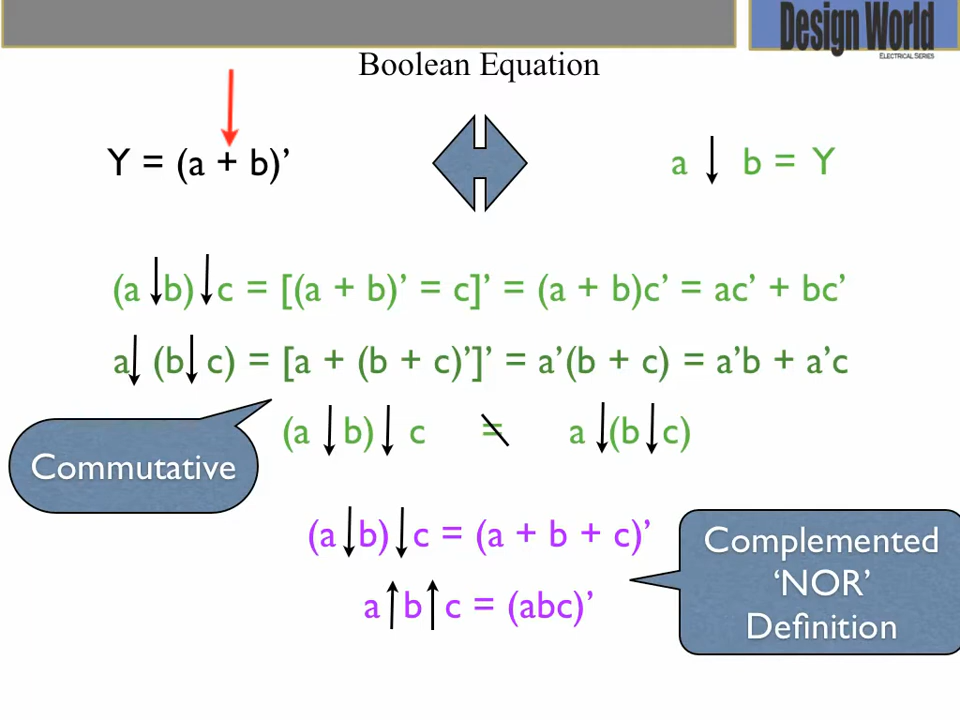 Design World
ELECTRICAL SERIES
Boolean Equation
Y = (a + b)’
a ↓ b = Y
(a ↓ b) ↓ c = [(a + b)’ = c]’ = (a + b)c’ = ac’ + bc’
a ↓ (b ↓ c) = [a + (b + c)’]’ = a’(b + c) = a’b + a’c
(a ↓ b) ↓ c ≠ a ↓ (b ↓ c)
Commutative
(a ↓ b) ↓ c = (a + b + c)’
a ↑ b ↑ c = (abc)’
Complemented
‘NOR’
Definition